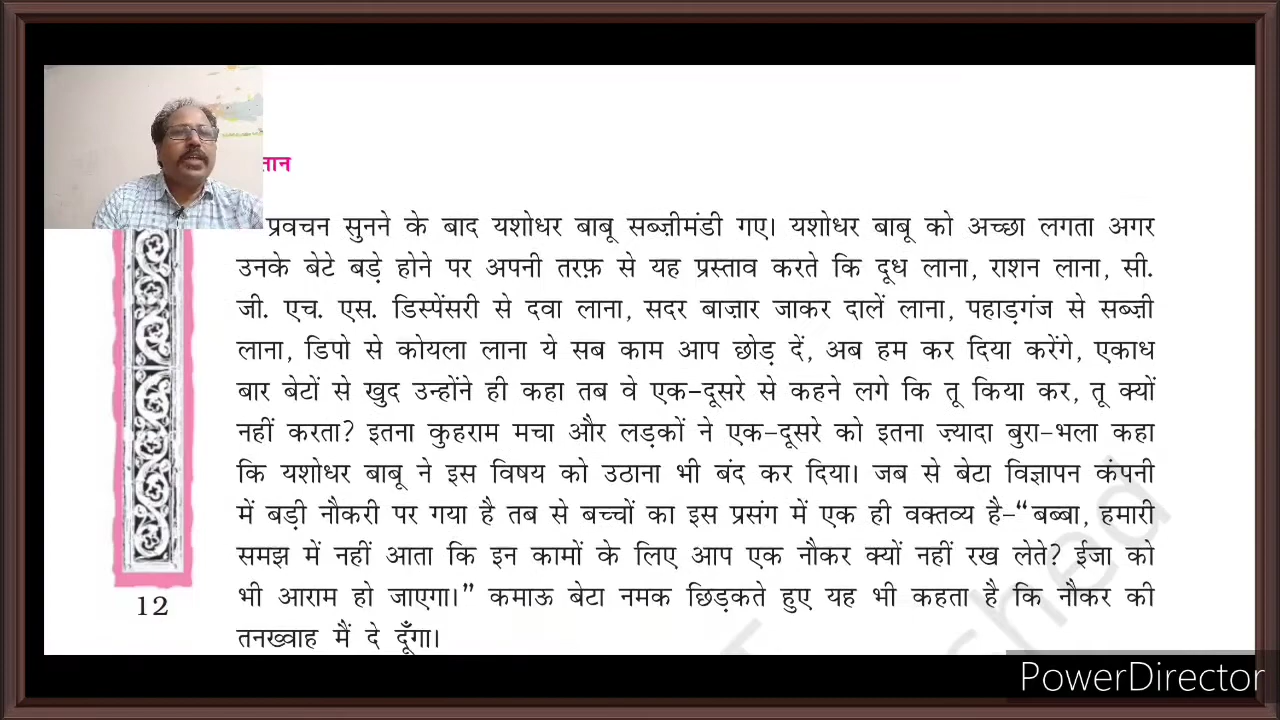 तान
प्रवचन सुनने के बाद यशोधर बाबू सब्ज़ीमंडी गए। यशोधर बाबू को अच्छा लगता अगर
उनके बेटे बड़े होने पर अपनी तरफ़ से यह प्रस्ताव करते कि दूध लाना, राशन लाना, सी.
जी. एच. एस. डिस्पेंसरी से दवा लाना, सदर बाज़ार जाकर दालें लाना, पहाड़गंज से सब्ज़ी
लाना, डिपो से कोयला लाना ये सब काम आप छोड़ दें, अब हम कर दिया करेंगे, एकाध
बार बेटों से खुद उन्होंने ही कहा तब वे एक-दूसरे से कहने लगे कि तू किया कर, तू क्यों
नहीं करता? इतना कुहराम मचा और लड़कों ने एक-दूसरे को इतना ज़्यादा बुरा-भला कहा
कि यशोधर बाबू ने इस विषय को उठाना भी बंद कर दिया। जब से बेटा विज्ञापन कंपनी
में बड़ी नौकरी पर गया है तब से बच्चों का इस प्रसंग में एक ही वक्तव्य है-“बब्बा, हमारी
समझ में नहीं आता कि इन कामों के लिए आप एक नौकर क्यों नहीं रख लेते? ईजा को
भी आराम हो जाएगा।” कमाऊ बेटा नमक छिड़कते हुए यह भी कहता है कि नौकर की
तनख्वाह मैं दे दूँगा।
12
shed
PowerDirector